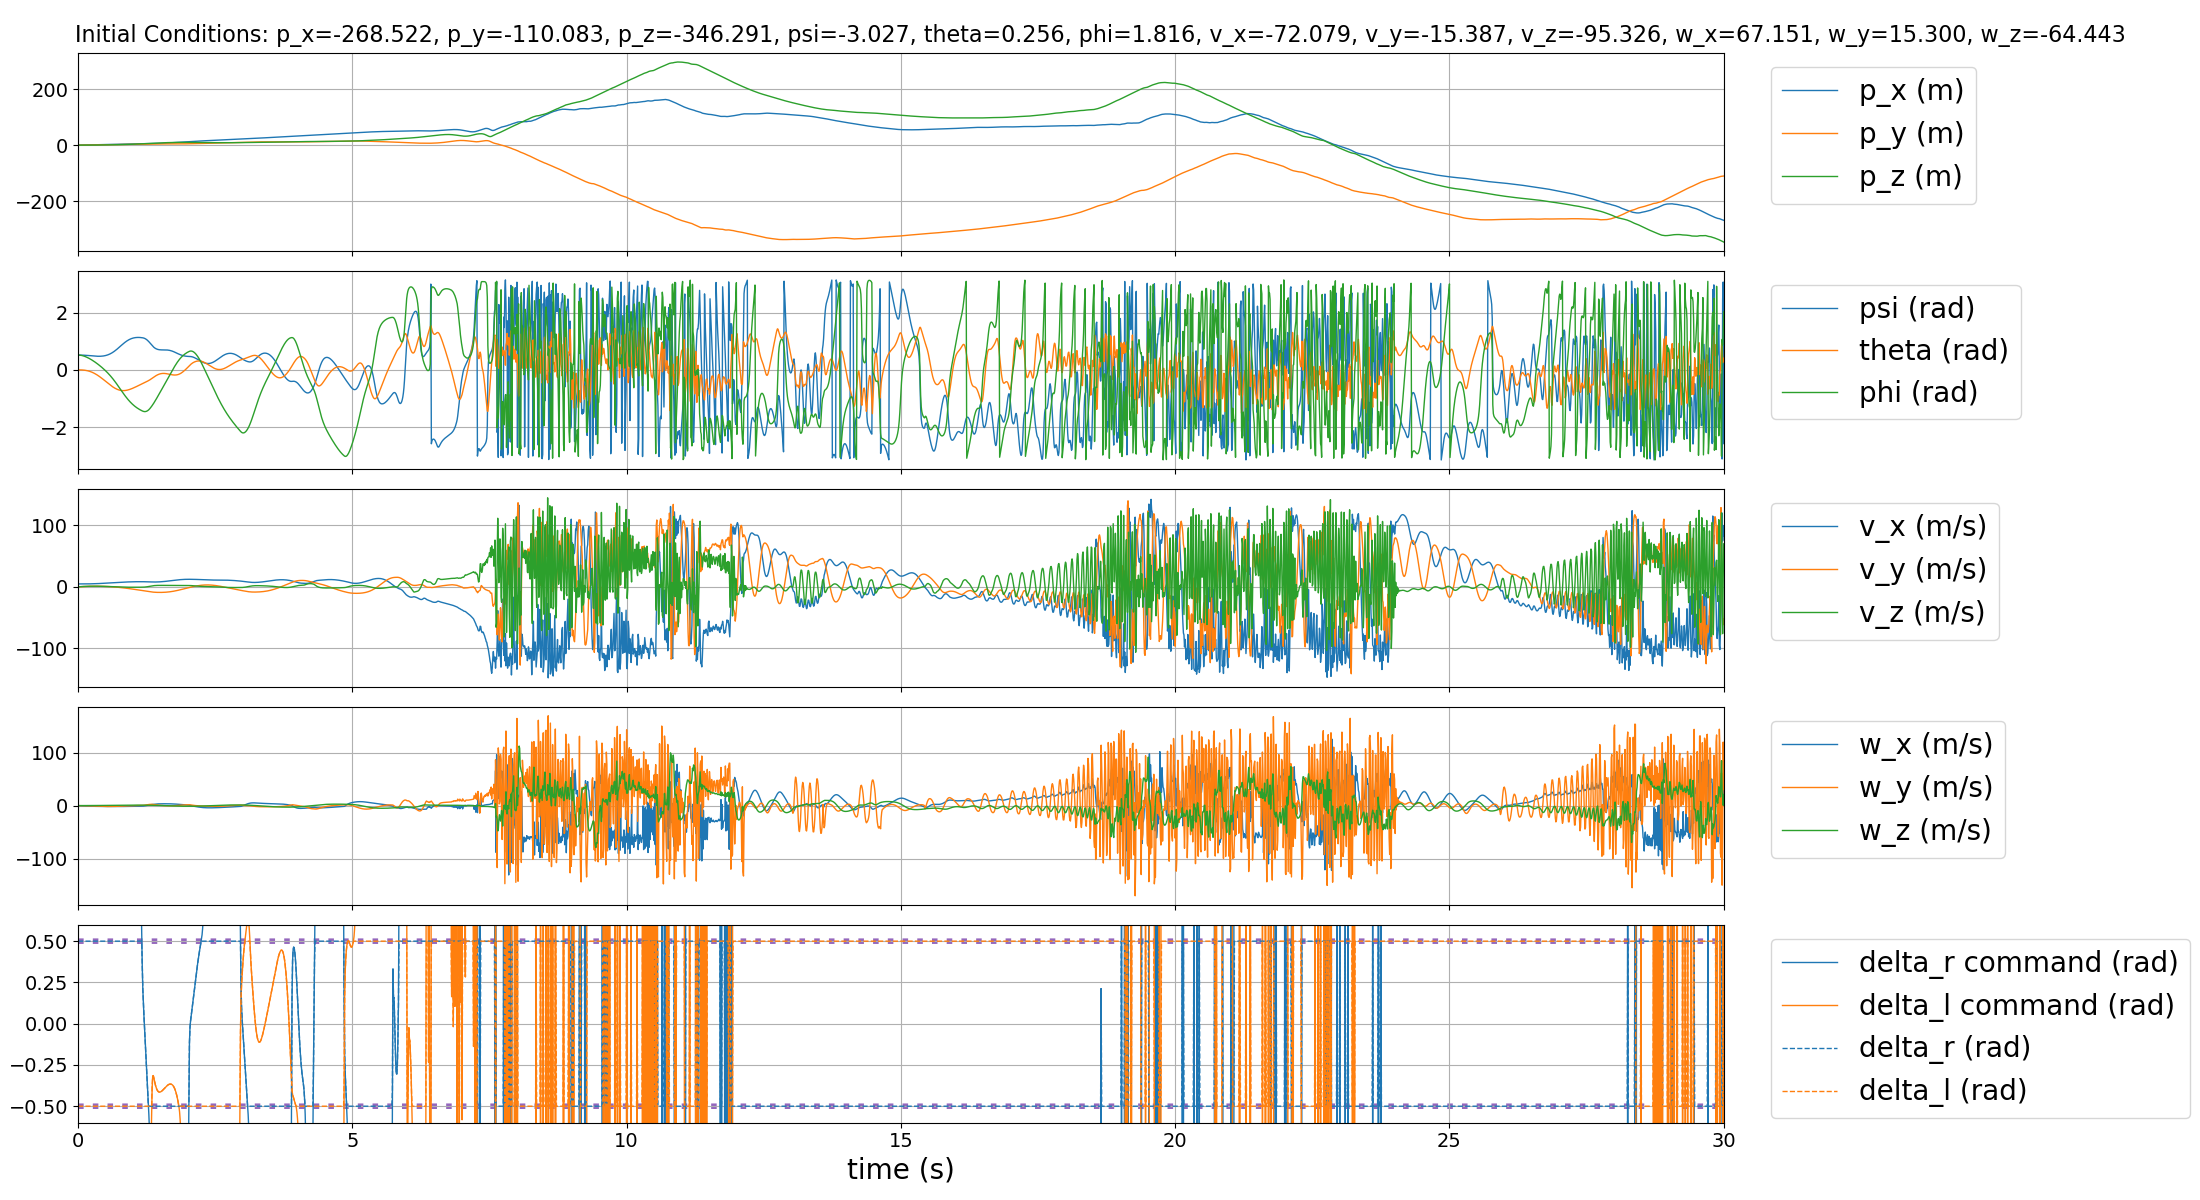 Initial Conditions: p_x=-268.522, p_y=-110.083, p_z=-346.291, psi=-3.027, theta=0.256, phi=1.816, v_x=-72.079, v_y=-15.387, v_z=-95.326, w_x=67.151, w_y=15.300, w_z=-64.443
200
0
−200
p_x (m)
p_y (m)
p_z (m)
2
0
−2
psi (rad)
theta (rad)
phi (rad)
100
0
−100
v_x (m/s)
v_y (m/s)
v_z (m/s)
100
0
−100
w_x (m/s)
w_y (m/s)
w_z (m/s)
0.50
0.25
0.00
−0.25
−0.50
delta_r command (rad)
delta_l command (rad)
delta_r (rad)
delta_l (rad)
0 5 10 15 20 25 30
time (s)